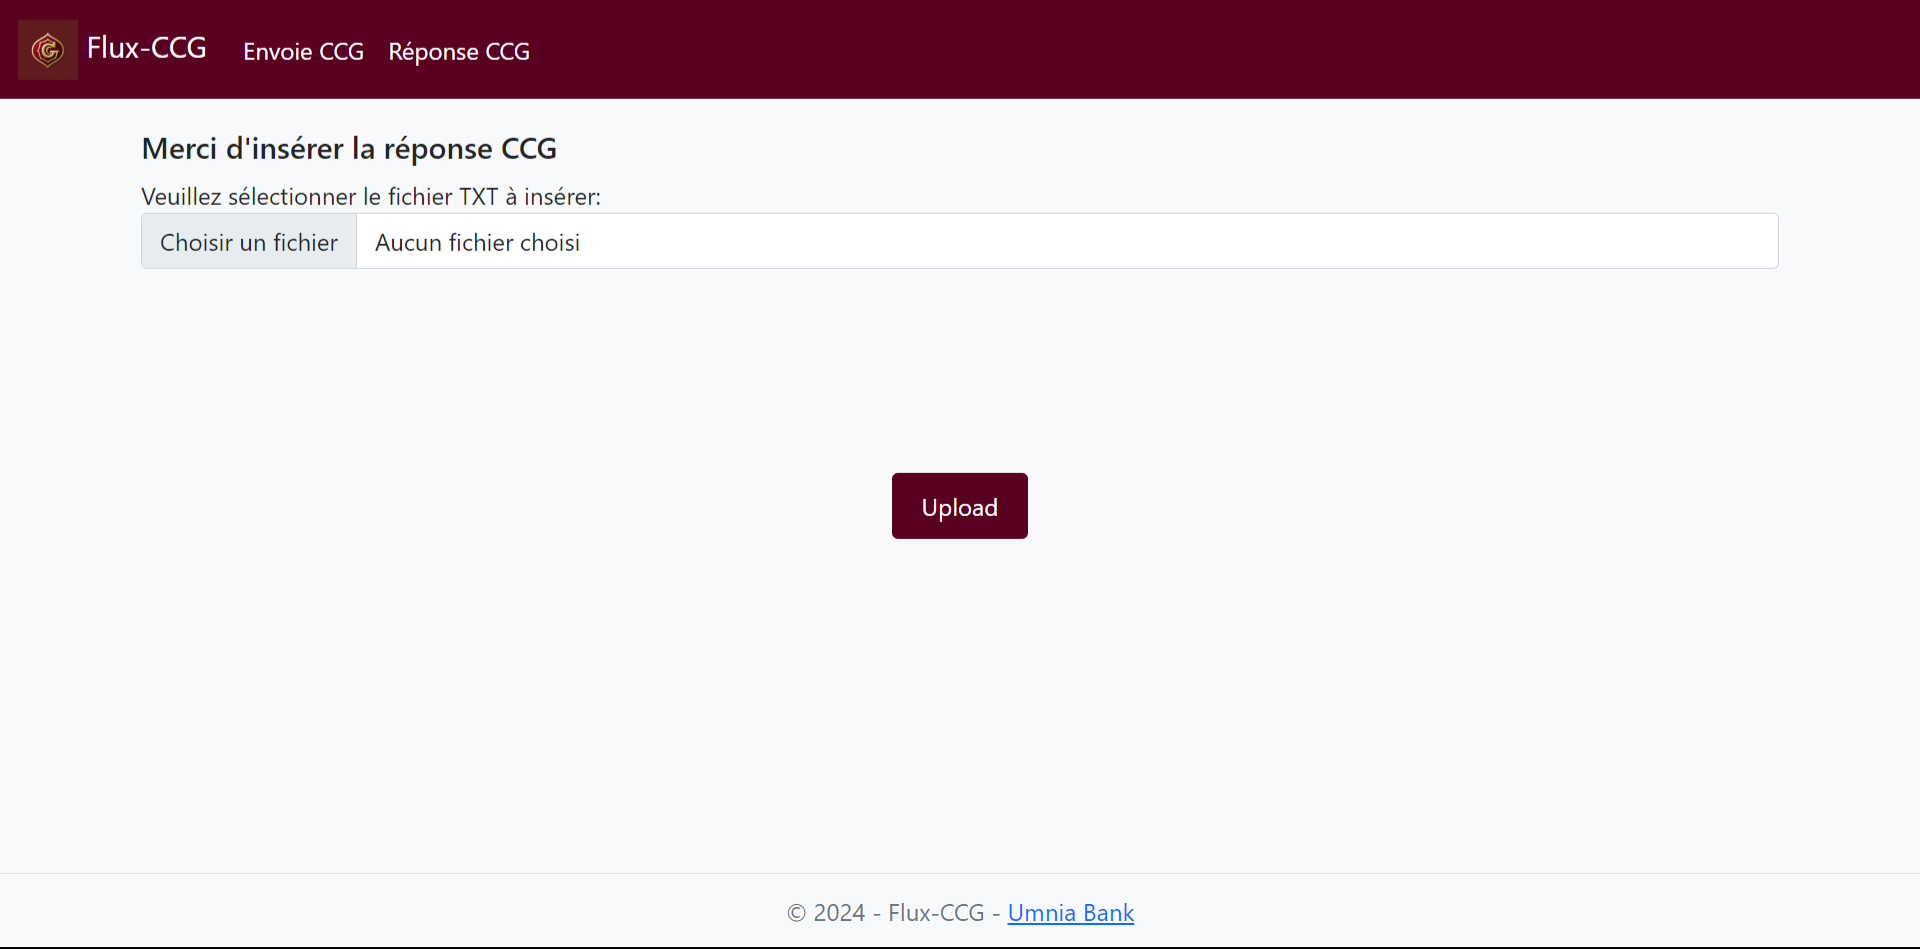 Flux-CCG Envoie CCG Réponse CCG
Merci d'insérer la réponse CCG
Veuillez sélectionner le fichier TXT à insérer:
Choisir un fichier Aucun fichier choisi
Upload
© 2024 - Flux-CCG - Umnia Bank